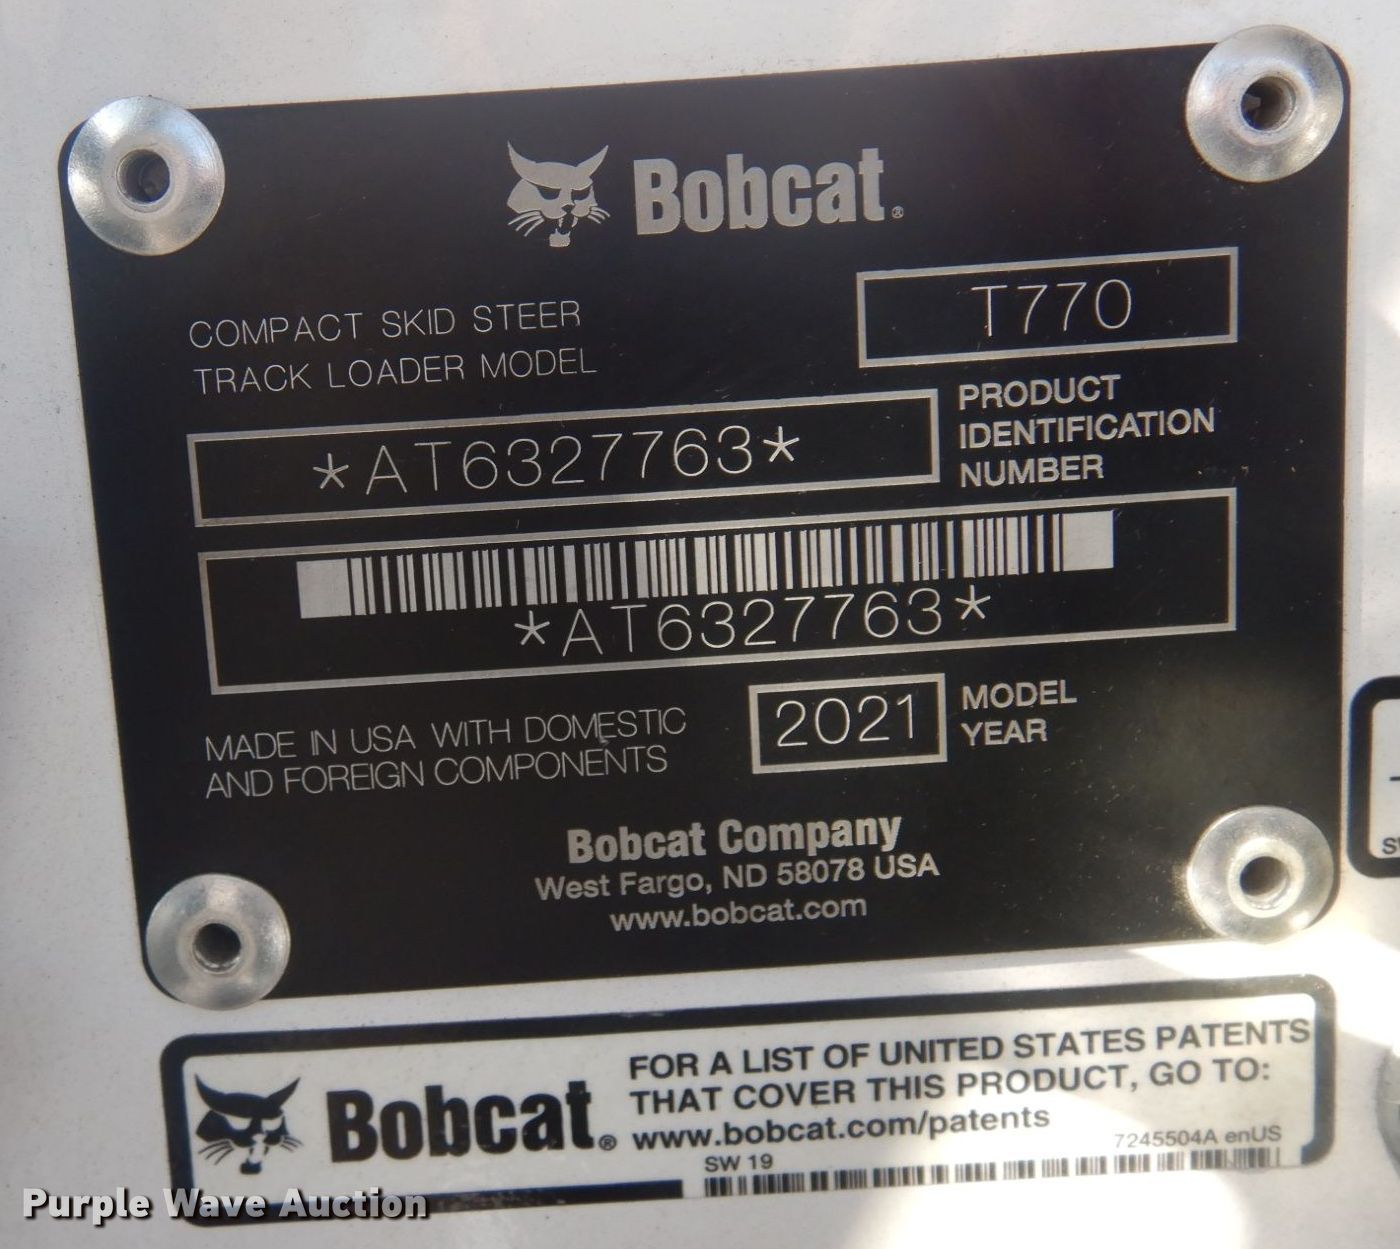 Bobcat®
COMPACT SKID STEER
TRACK LOADER MODEL
T770
*AT6327763*
PRODUCT
IDENTIFICATION
NUMBER
*AT6327763*
MADE IN USA WITH DOMESTIC
AND FOREIGN COMPONENTS
2021
MODEL
YEAR
Bobcat Company
West Fargo, ND 58078 USA
www.bobcat.com
Bobcat®
FOR A LIST OF UNITED STATES PATENTS
THAT COVER THIS PRODUCT, GO TO:
www.bobcat.com/patents
7245504A enUS
SW 19
Purple Wave Auction